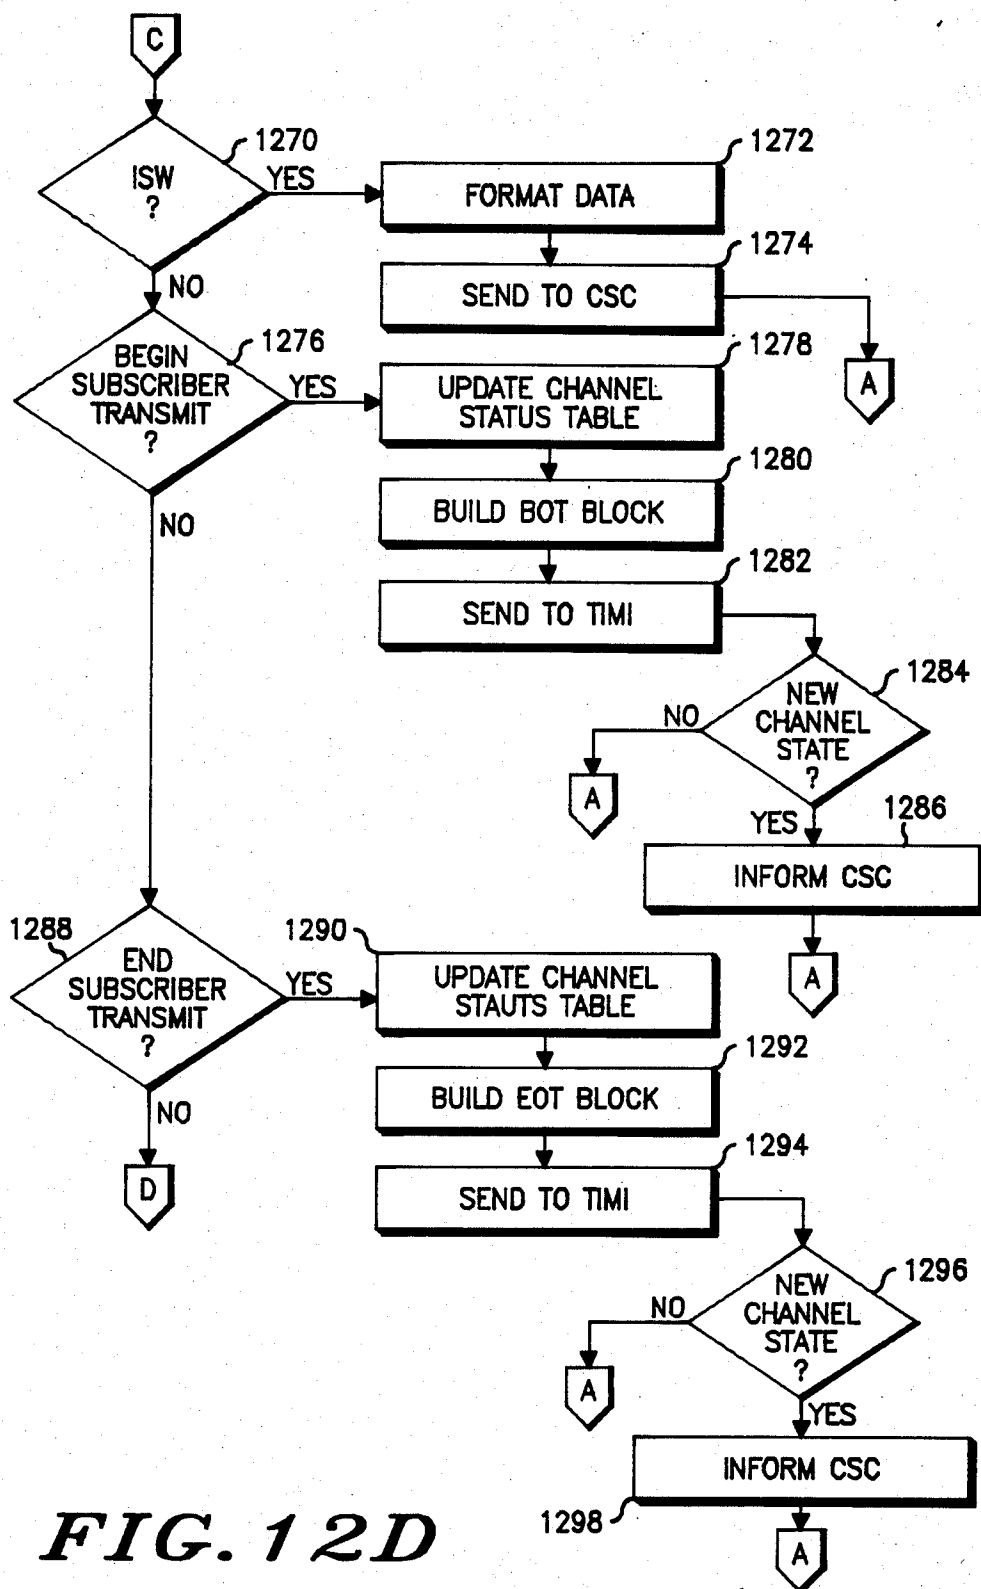 C
1270
ISW
?
YES
NO
1272
FORMAT DATA
1274
SEND TO CSC
A
1276
BEGIN
SUBSCRIBER
TRANSMIT
?
YES
NO
1278
UPDATE CHANNEL
STATUS TABLE
1280
BUILD BOT BLOCK
1282
SEND TO TIMI
1284
NEW
CHANNEL
STATE
?
NO
A
YES
1286
INFORM CSC
A
1288
END
SUBSCRIBER
TRANSMIT
?
YES
NO
D
1290
UPDATE CHANNEL
STAUTS TABLE
1292
BUILD EOT BLOCK
1294
SEND TO TIMI
1296
NEW
CHANNEL
STATE
?
NO
A
YES
INFORM CSC
1298
A
FIG. 12D